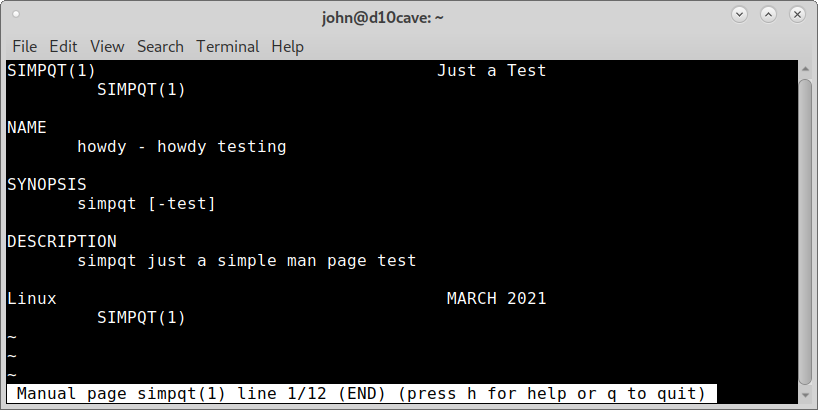 john@d10cave: ~
File Edit View Search Terminal Help
SIMPQT(1) Just a Test
SIMPQT(1)
NAME
howdy - howdy testing
SYNOPSIS
simpqt [-test]
DESCRIPTION
simpqt just a simple man page test
Linux MARCH 2021
SIMPQT(1)
~
~
~
Manual page simpqt(1) line 1/12 (END) (press h for help or q to quit)